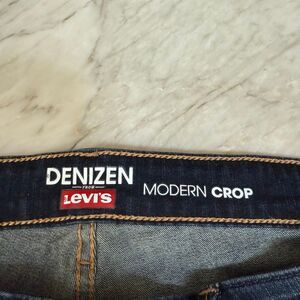 DENIZEN
FROM
LEVI'S
MODERN CROP